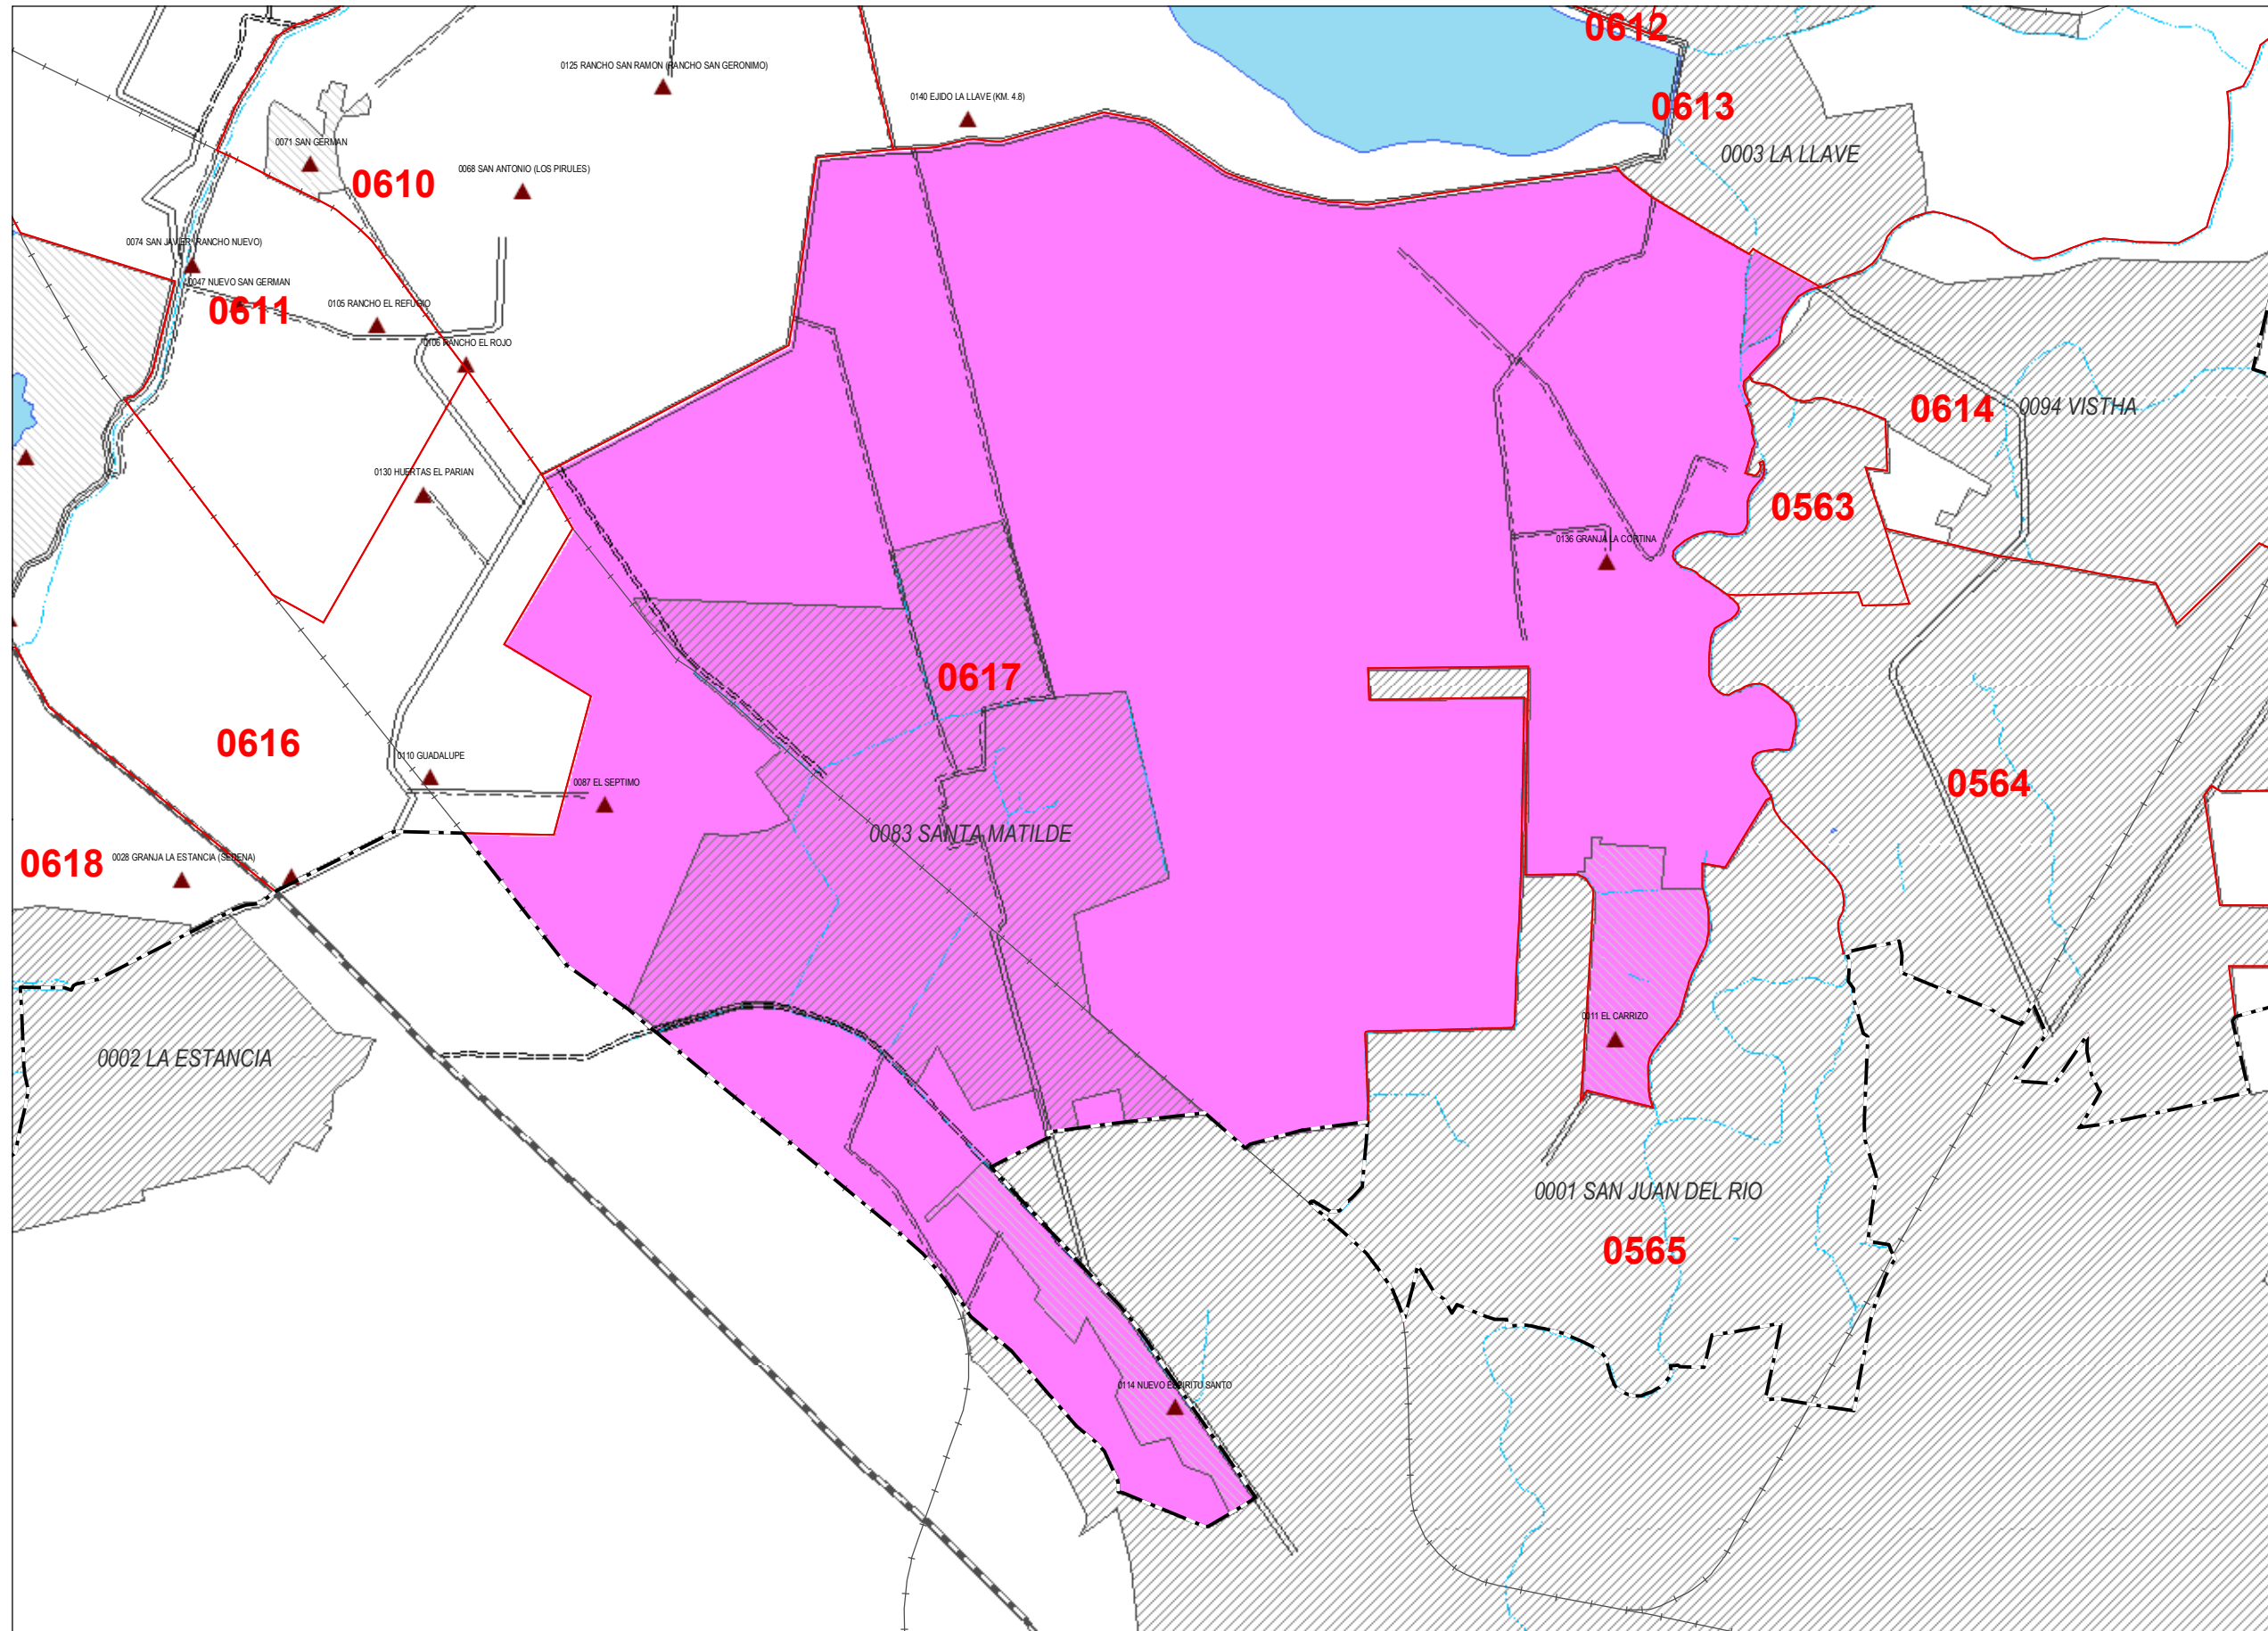 0612
0125 RANCHO SAN RAMON (RANCHO SAN GERONIMO)
0140 EJIDO LA LLAVE (KM. 4.8)
0613
0071 SAN GERMAN
0003 LA LLAVE
0068 SAN ANTONIO (LOS PIRULES)
0610
0074 SAN JAVIER (RANCHO NUEVO)
0047 NUEVO SAN GERMAN
0611
0105 RANCHO EL REFUGIO
0106 RANCHO EL ROJO
0614
0094 VISTHA
0130 HUERTAS EL PARIAN
0563
0136 GRANJA LA CORTINA
0617
0616
0110 GUADALUPE
0087 EL SEPTIMO
0564
0083 SANTA MATILDE
0618
0028 GRANJA LA ESTANCIA (SEDENA)
0011 EL CARRIZO
0002 LA ESTANCIA
0001 SAN JUAN DEL RIO
0565
0114 NUEVO ESPIRITU SANTO